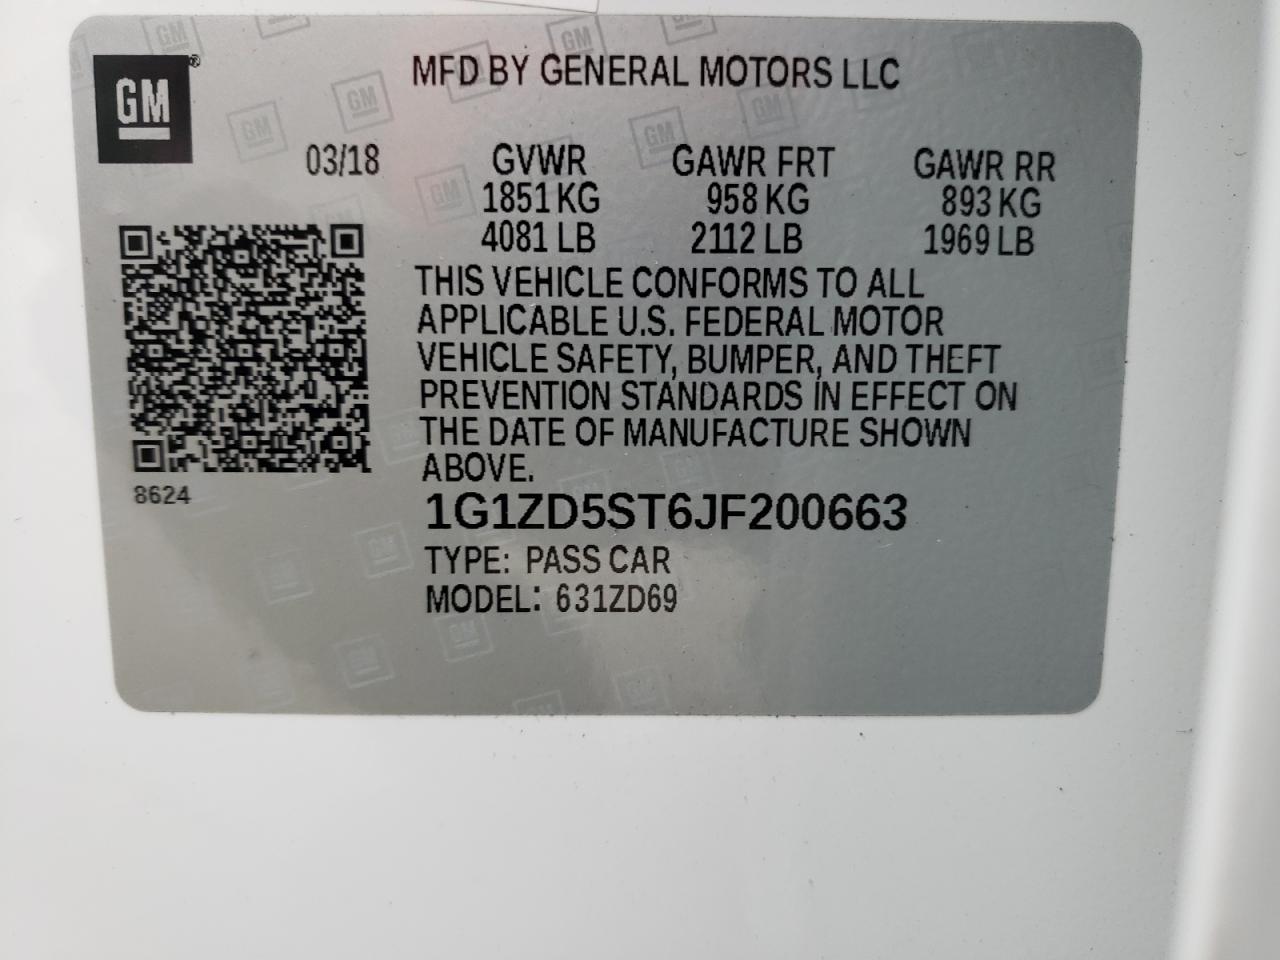 GM
MFD BY GENERAL MOTORS LLC
03/18
GVWR GAWR FRT GAWR RR
1851 KG 958 KG 893 KG
4081 LB 2112 LB 1969 LB
THIS VEHICLE CONFORMS TO ALL
APPLICABLE U.S. FEDERAL MOTOR
VEHICLE SAFETY, BUMPER, AND THEFT
PREVENTION STANDARDS IN EFFECT ON
THE DATE OF MANUFACTURE SHOWN
ABOVE.
8624
1G1ZD5ST6JF200663
TYPE: PASS CAR
MODEL: 631ZD69